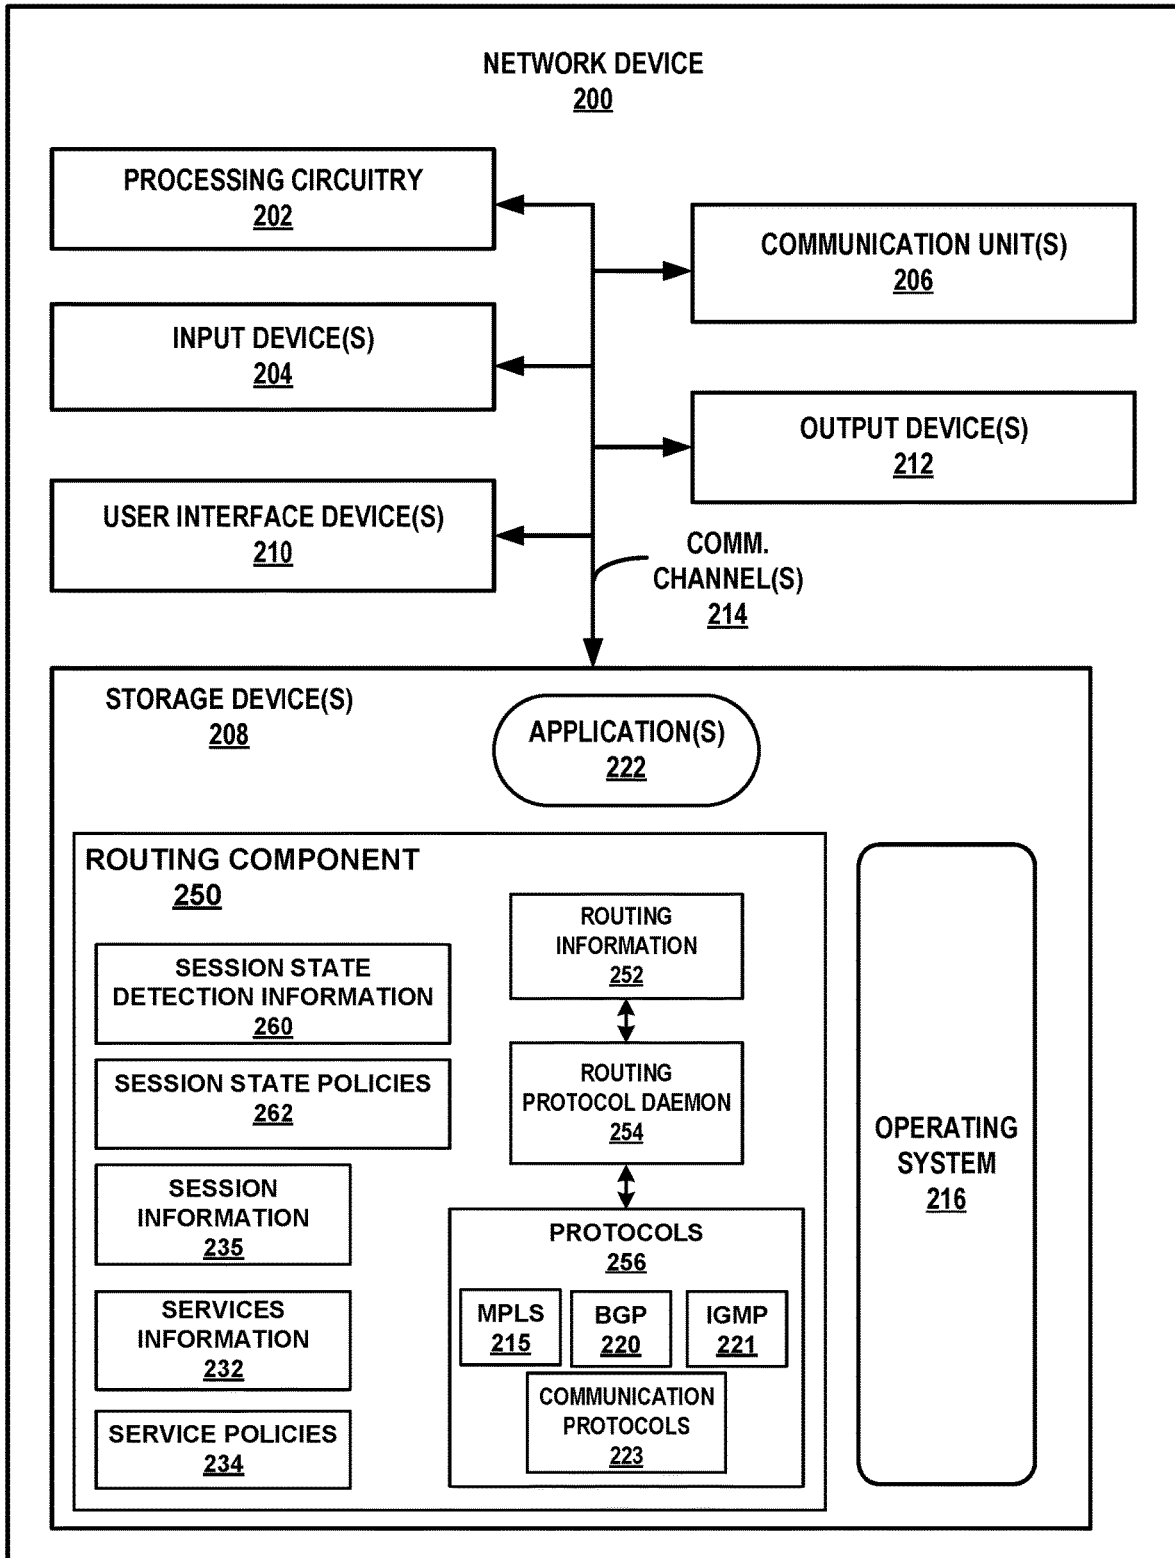 NETWORK DEVICE
200
PROCESSING CIRCUITRY
202
COMMUNICATION UNIT(S)
206
INPUT DEVICE(S)
204
OUTPUT DEVICE(S)
212
USER INTERFACE DEVICE(S)
210
COMM.
CHANNEL(S)
214
STORAGE DEVICE(S)
208
APPLICATION(S)
222
ROUTING COMPONENT
250
SESSION STATE
DETECTION INFORMATION
260
SESSION STATE POLICIES
262
SESSION
INFORMATION
235
SERVICES
INFORMATION
232
SERVICE POLICIES
234
ROUTING
INFORMATION
252
ROUTING
PROTOCOL DAEMON
254
PROTOCOLS
256
MPLS
215
BGP
220
IGMP
221
COMMUNICATION
PROTOCOLS
223
OPERATING
SYSTEM
216